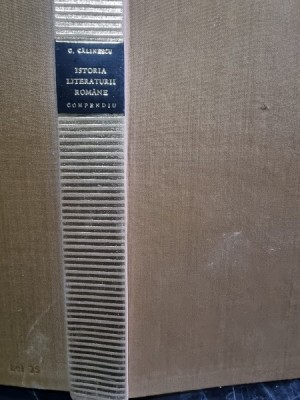 G. CĂLINESCU
ISTORIA
LITERATURII
ROMÂNE
COMPENDIU